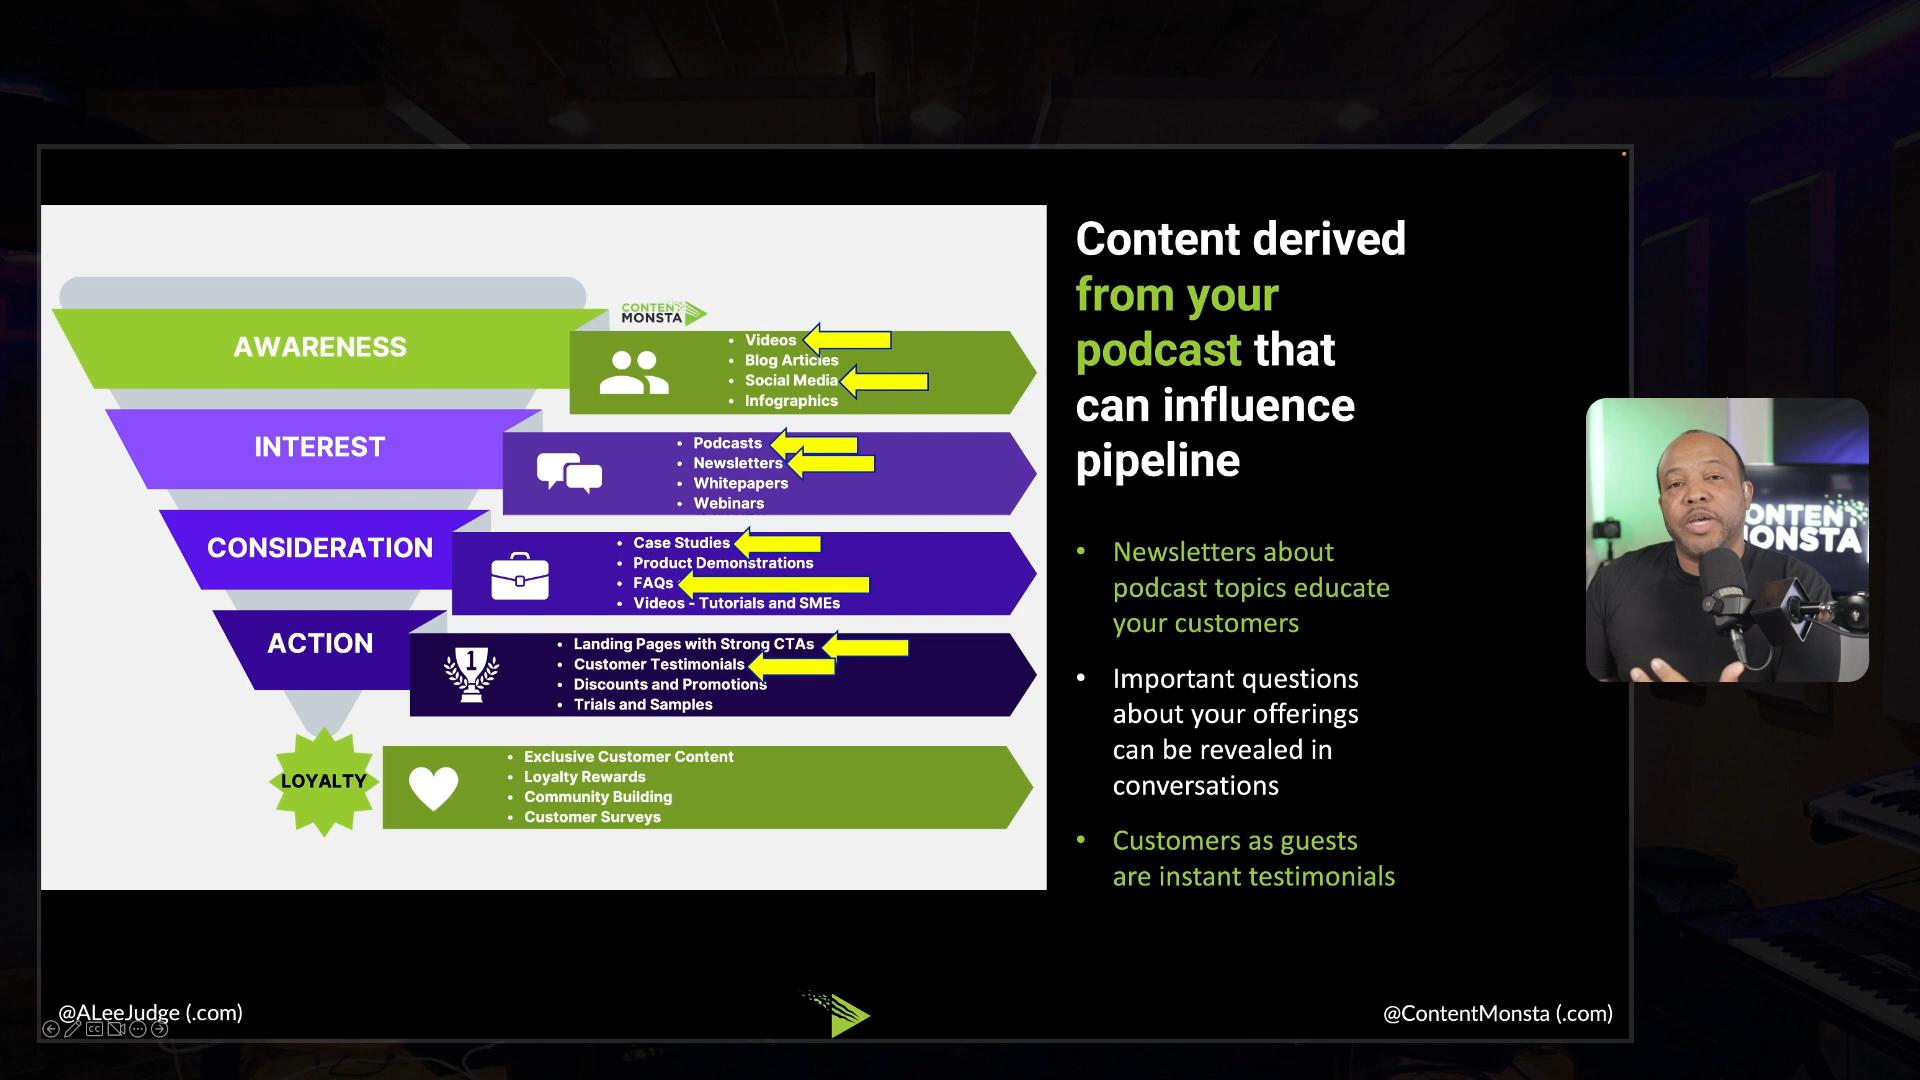 CONTENT
MONSTA
AWARENESS
• Videos
• Blog Articles
• Social Media
• Infographics
INTEREST
• Podcasts
• Newsletters
• Whitepapers
• Webinars
CONSIDERATION
• Case Studies
• Product Demonstrations
• FAQs
• Videos - Tutorials and SMEs
ACTION
1
• Landing Pages with Strong CTAs
• Customer Testimonials
• Discounts and Promotions
• Trials and Samples
LOYALTY
• Exclusive Customer Content
• Loyalty Rewards
• Community Building
• Customer Surveys
Content derived
from your
podcast that
can influence
pipeline
• Newsletters about
podcast topics educate
your customers
• Important questions
about your offerings
can be revealed in
conversations
• Customers as guests
are instant testimonials
ONTENT
ONSTA
@ALeeJudge (.com)
CC
@ContentMonsta (.com)